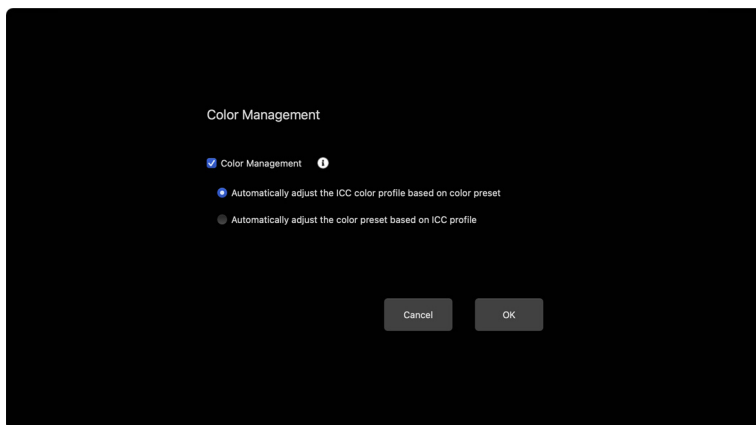 Color Management
Color Management
Automatically adjust the ICC color profile based on color preset
Automatically adjust the color preset based on ICC profile
Cancel OK